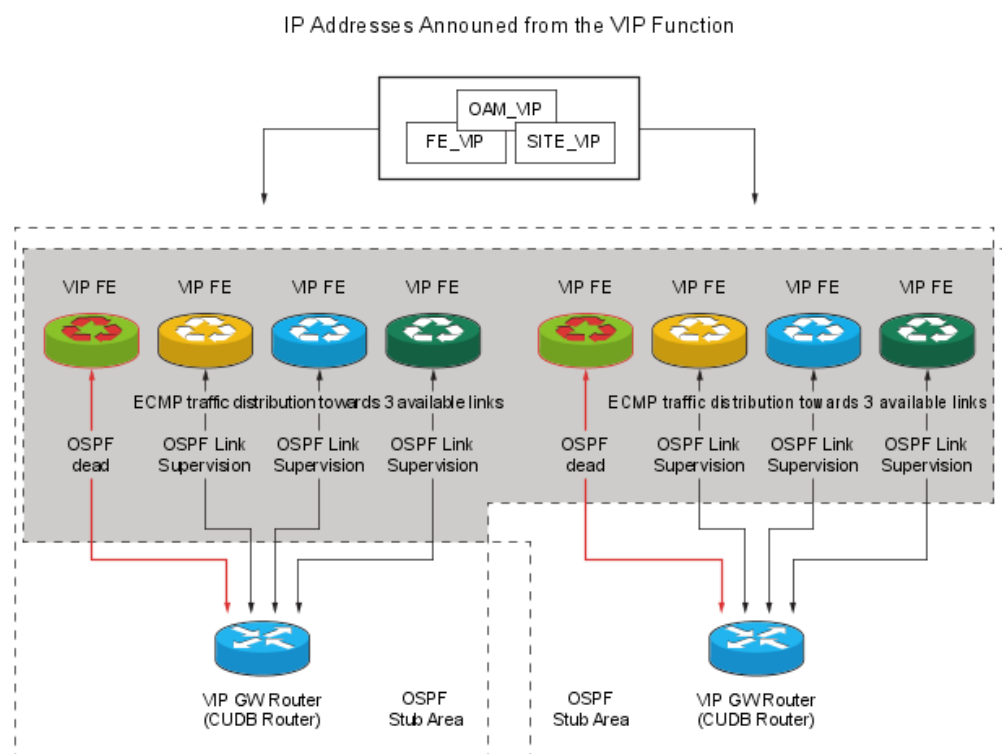 IP Addresses Announed from the VIP Function
OAM_VIP
FE_VIP
SITE_VIP
VIP FE
VIP FE
VIP FE
VIP FE
VIP FE
VIP FE
VIP FE
VIP FE
ECMP traffic distribution towards 3 available links
ECMP traffic distribution towards 3 available links
OSPF
dead
OSPF Link
Supervision
OSPF Link
Supervision
OSPF Link
Supervision
OSPF
dead
OSPF Link
Supervision
OSPF Link
Supervision
OSPF Link
Supervision
VIP GW Router
(CUDB Router)
OSPF
Stub Area
OSPF
Stub Area
VIP GW Router
(CUDB Router)